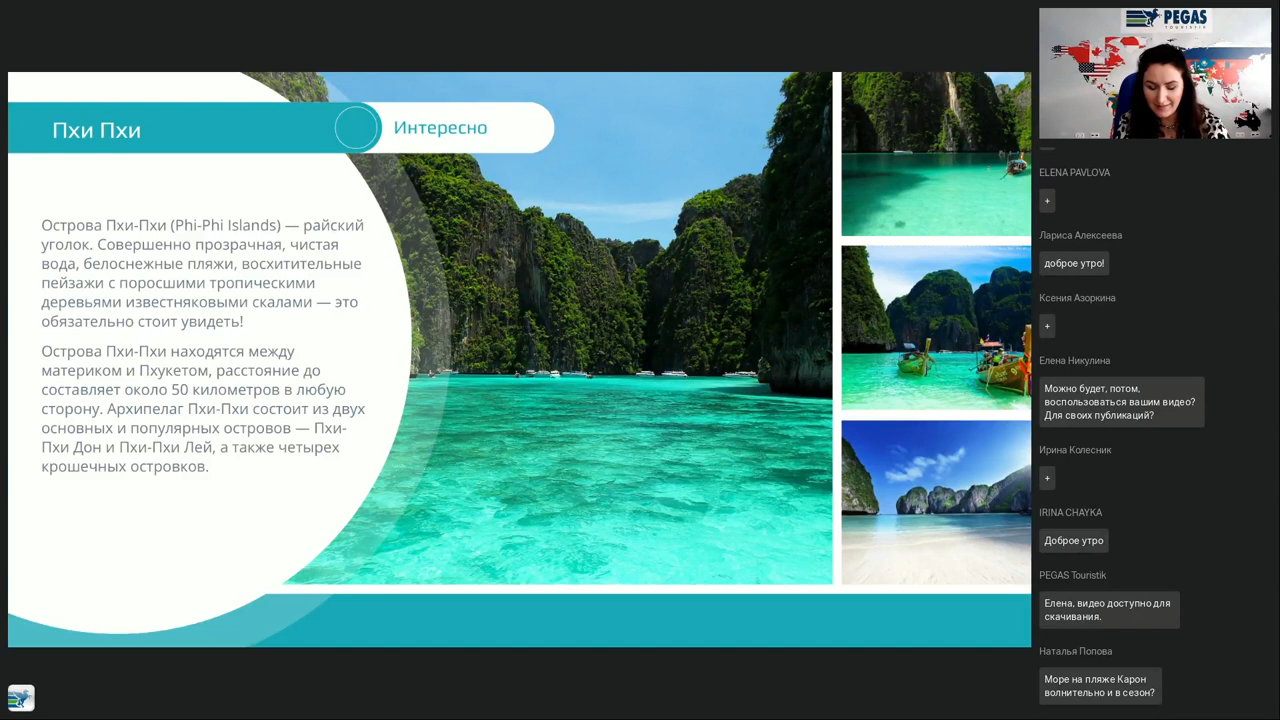 Пхи Пхи
Интересно
Острова Пхи-Пхи (Phi-Phi Islands) — райский
уголок. Совершенно прозрачная, чистая
вода, белоснежные пляжи, восхитительные
пейзажи с поросшими тропическими
деревьями известняковыми скалами — это
обязательно стоит увидеть!
Острова Пхи-Пхи находятся между
материком и Пхукетом, расстояние до
составляет около 50 километров в любую
сторону. Архипелаг Пхи-Пхи состоит из двух
основных и популярных островов — Пхи-
Пхи Дон и Пхи-Пхи Лей, а также четырех
крошечных островков.
PEGAS
TOURISTIK
ELENA PAVLOVA
+
Лариса Алексеева
доброе утро!
Ксения Азоркина
+
Елена Никулина
Можно будет, потом,
воспользоваться вашим видео?
Для своих публикаций?
Ирина Колесник
+
IRINA CHAYKA
Доброе утро
PEGAS Touristik
Елена, видео доступно для
скачивания.
Наталья Попова
Море на пляже Карон
волнительно и в сезон?